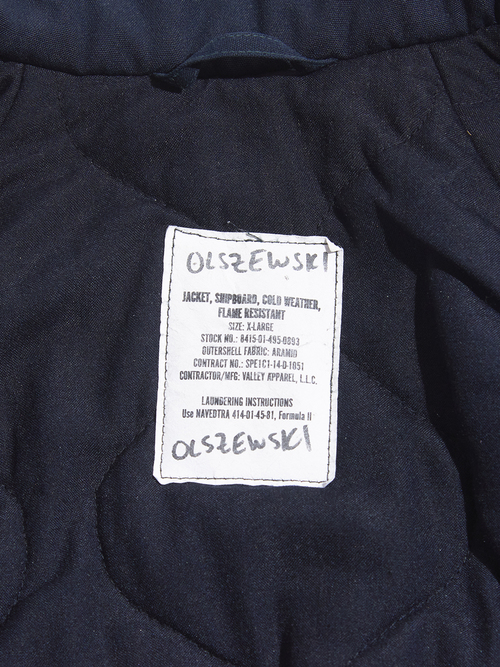 OLSZEWSKI
JACKET, SHIPBOARD, COLD WEATHER,
FLAME RESISTANT
SIZE: X-LARGE
STOCK NO.: 8415-01-495-0893
OUTERSHELL FABRIC: ARAMID
CONTRACT NO.: SPE1C1-14-D-1051
CONTRACTOR/MFG: VALLEY APPAREL, L.L.C.
LAUNDERING INSTRUCTIONS
Use NAVEDTRA 414-01-45-81, Formula II
OLSZEWSKI